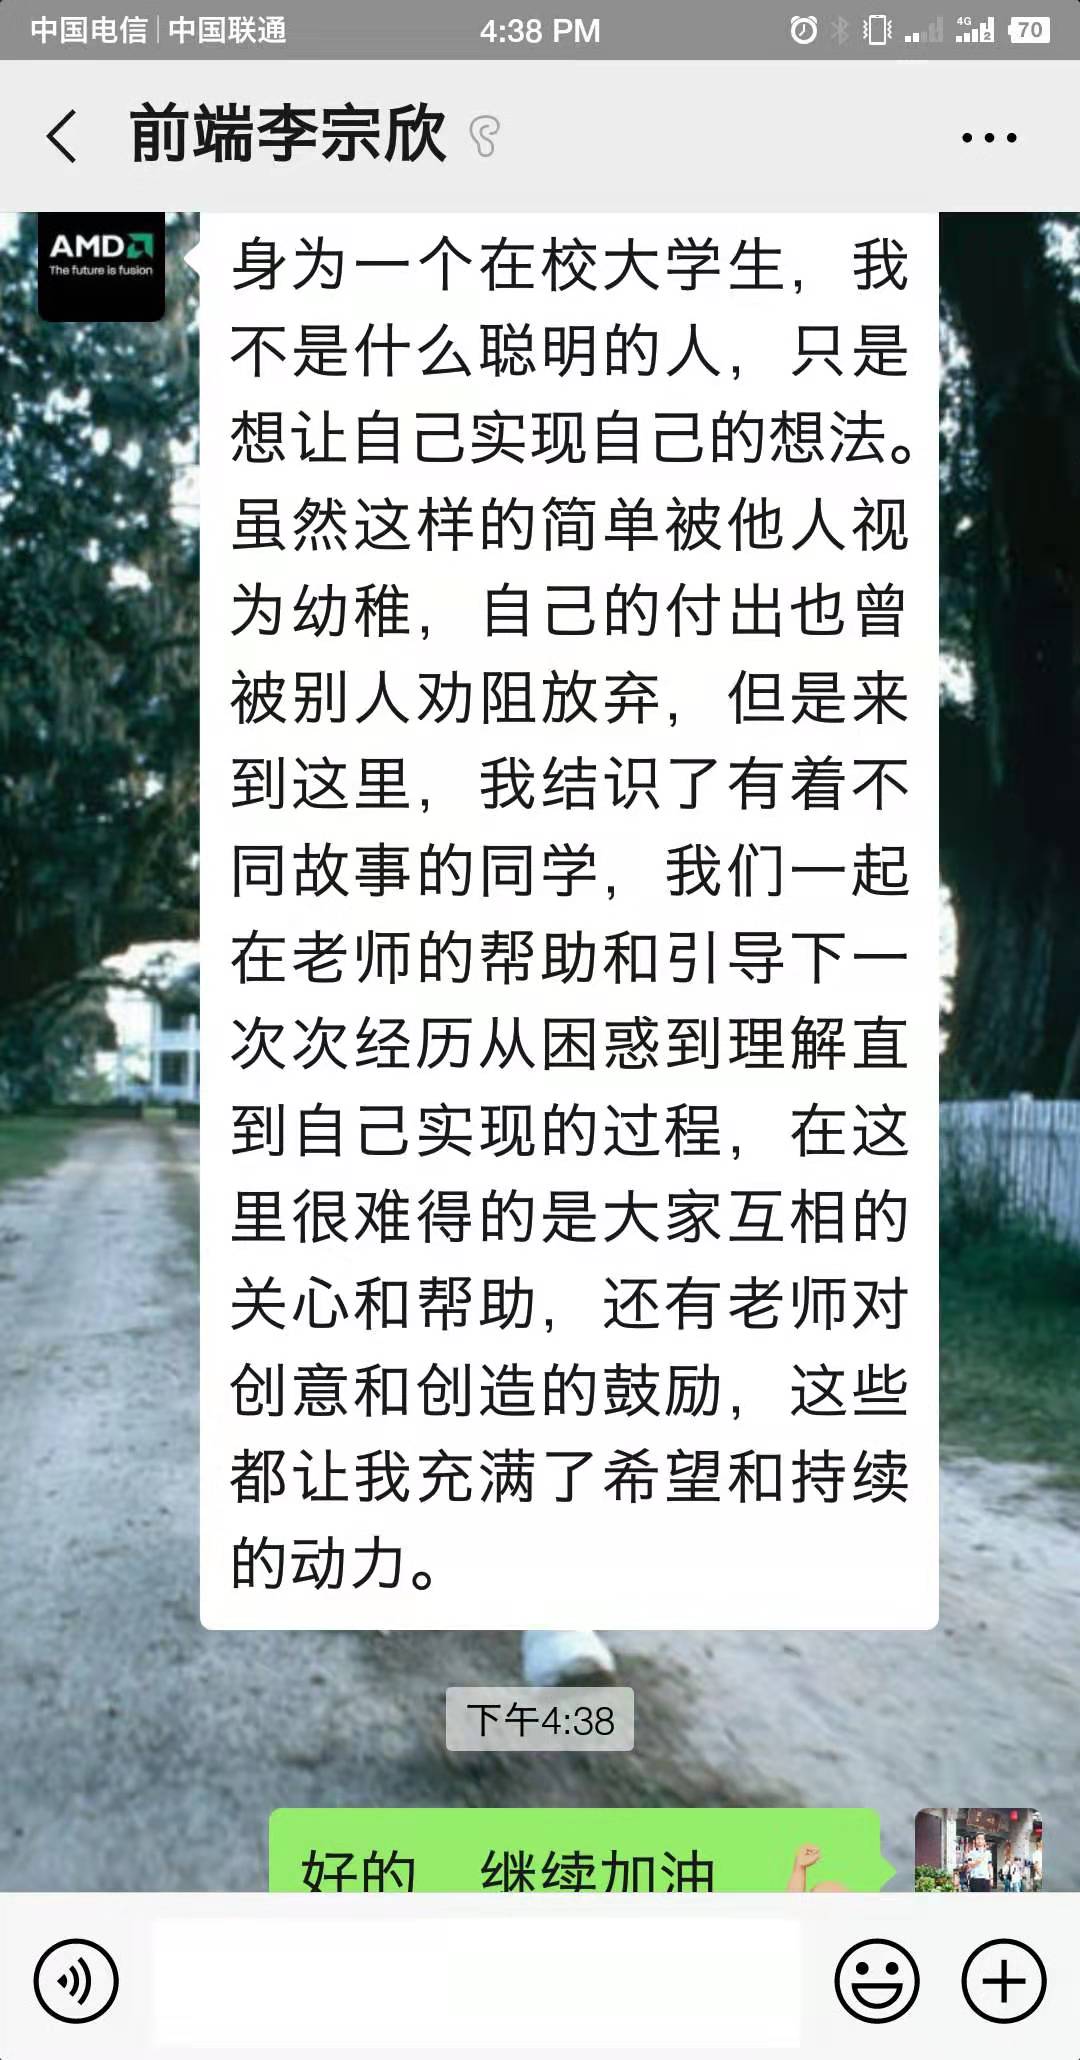 中国电信 | 中国联通 4:38 PM 4G 2 70
前端李宗欣
AMD
The future is fusion
身为一个在校大学生，我
不是什么聪明的人，只是
想让自己实现自己的想法。
虽然这样的简单被他人视
为幼稚，自己的付出也曾
被别人劝阻放弃，但是来
到这里，我结识了有着不
同故事的同学，我们一起
在老师的帮助和引导下一
次次经历从困惑到理解直
到自己实现的过程，在这
里很难得的是大家互相的
关心和帮助，还有老师对
创意和创造的鼓励，这些
都让我充满了希望和持续
的动力。
下午4:38
好的 继续加油